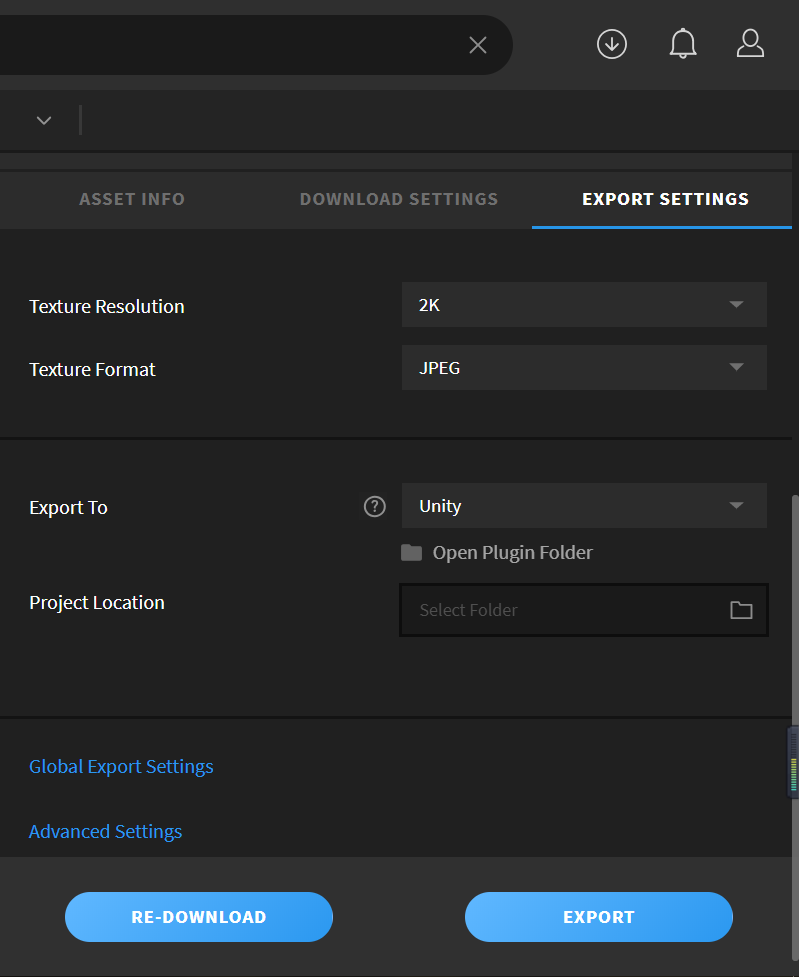 ASSET INFO
DOWNLOAD SETTINGS
EXPORT SETTINGS
Texture Resolution
2K
Texture Format
JPEG
Export To
?
Unity
Open Plugin Folder
Project Location
Select Folder
Global Export Settings
Advanced Settings
RE-DOWNLOAD
EXPORT